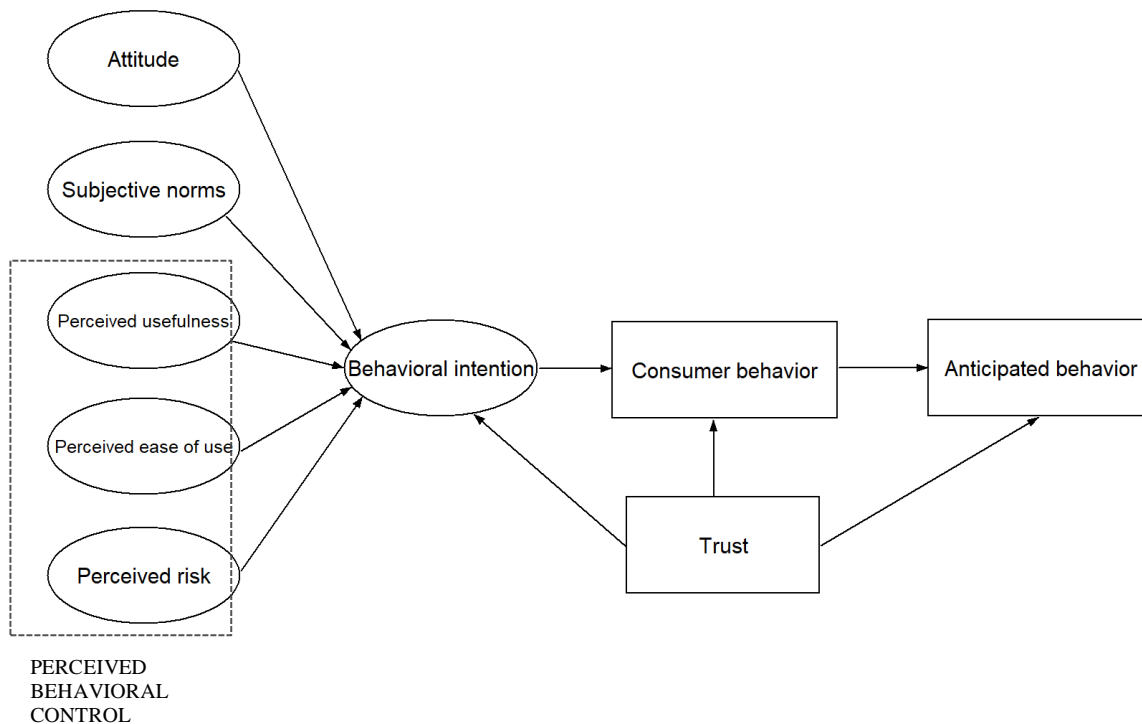 Attitude
Subjective norms
Perceived usefulness
Behavioral intention
Consumer behavior
Anticipated behavior
Perceived ease of use
Trust
Perceived risk
PERCEIVED
BEHAVIORAL
CONTROL